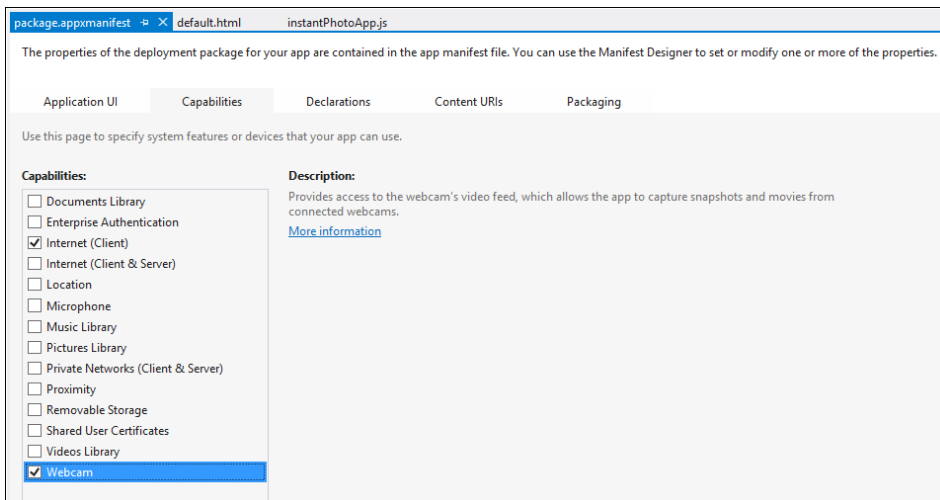 package.appxmanifest default.html instantPhotoApp.js
The properties of the deployment package for your app are contained in the app manifest file. You can use the Manifest Designer to set or modify one or more of the properties.
Application UI Capabilities Declarations Content URIs Packaging
Use this page to specify system features or devices that your app can use.
Capabilities:
Documents Library
Enterprise Authentication
Internet (Client)
Internet (Client & Server)
Location
Microphone
Music Library
Pictures Library
Private Networks (Client & Server)
Proximity
Removable Storage
Shared User Certificates
Videos Library
Webcam
Description:
Provides access to the webcam's video feed, which allows the app to capture snapshots and movies from
connected webcams.
More information